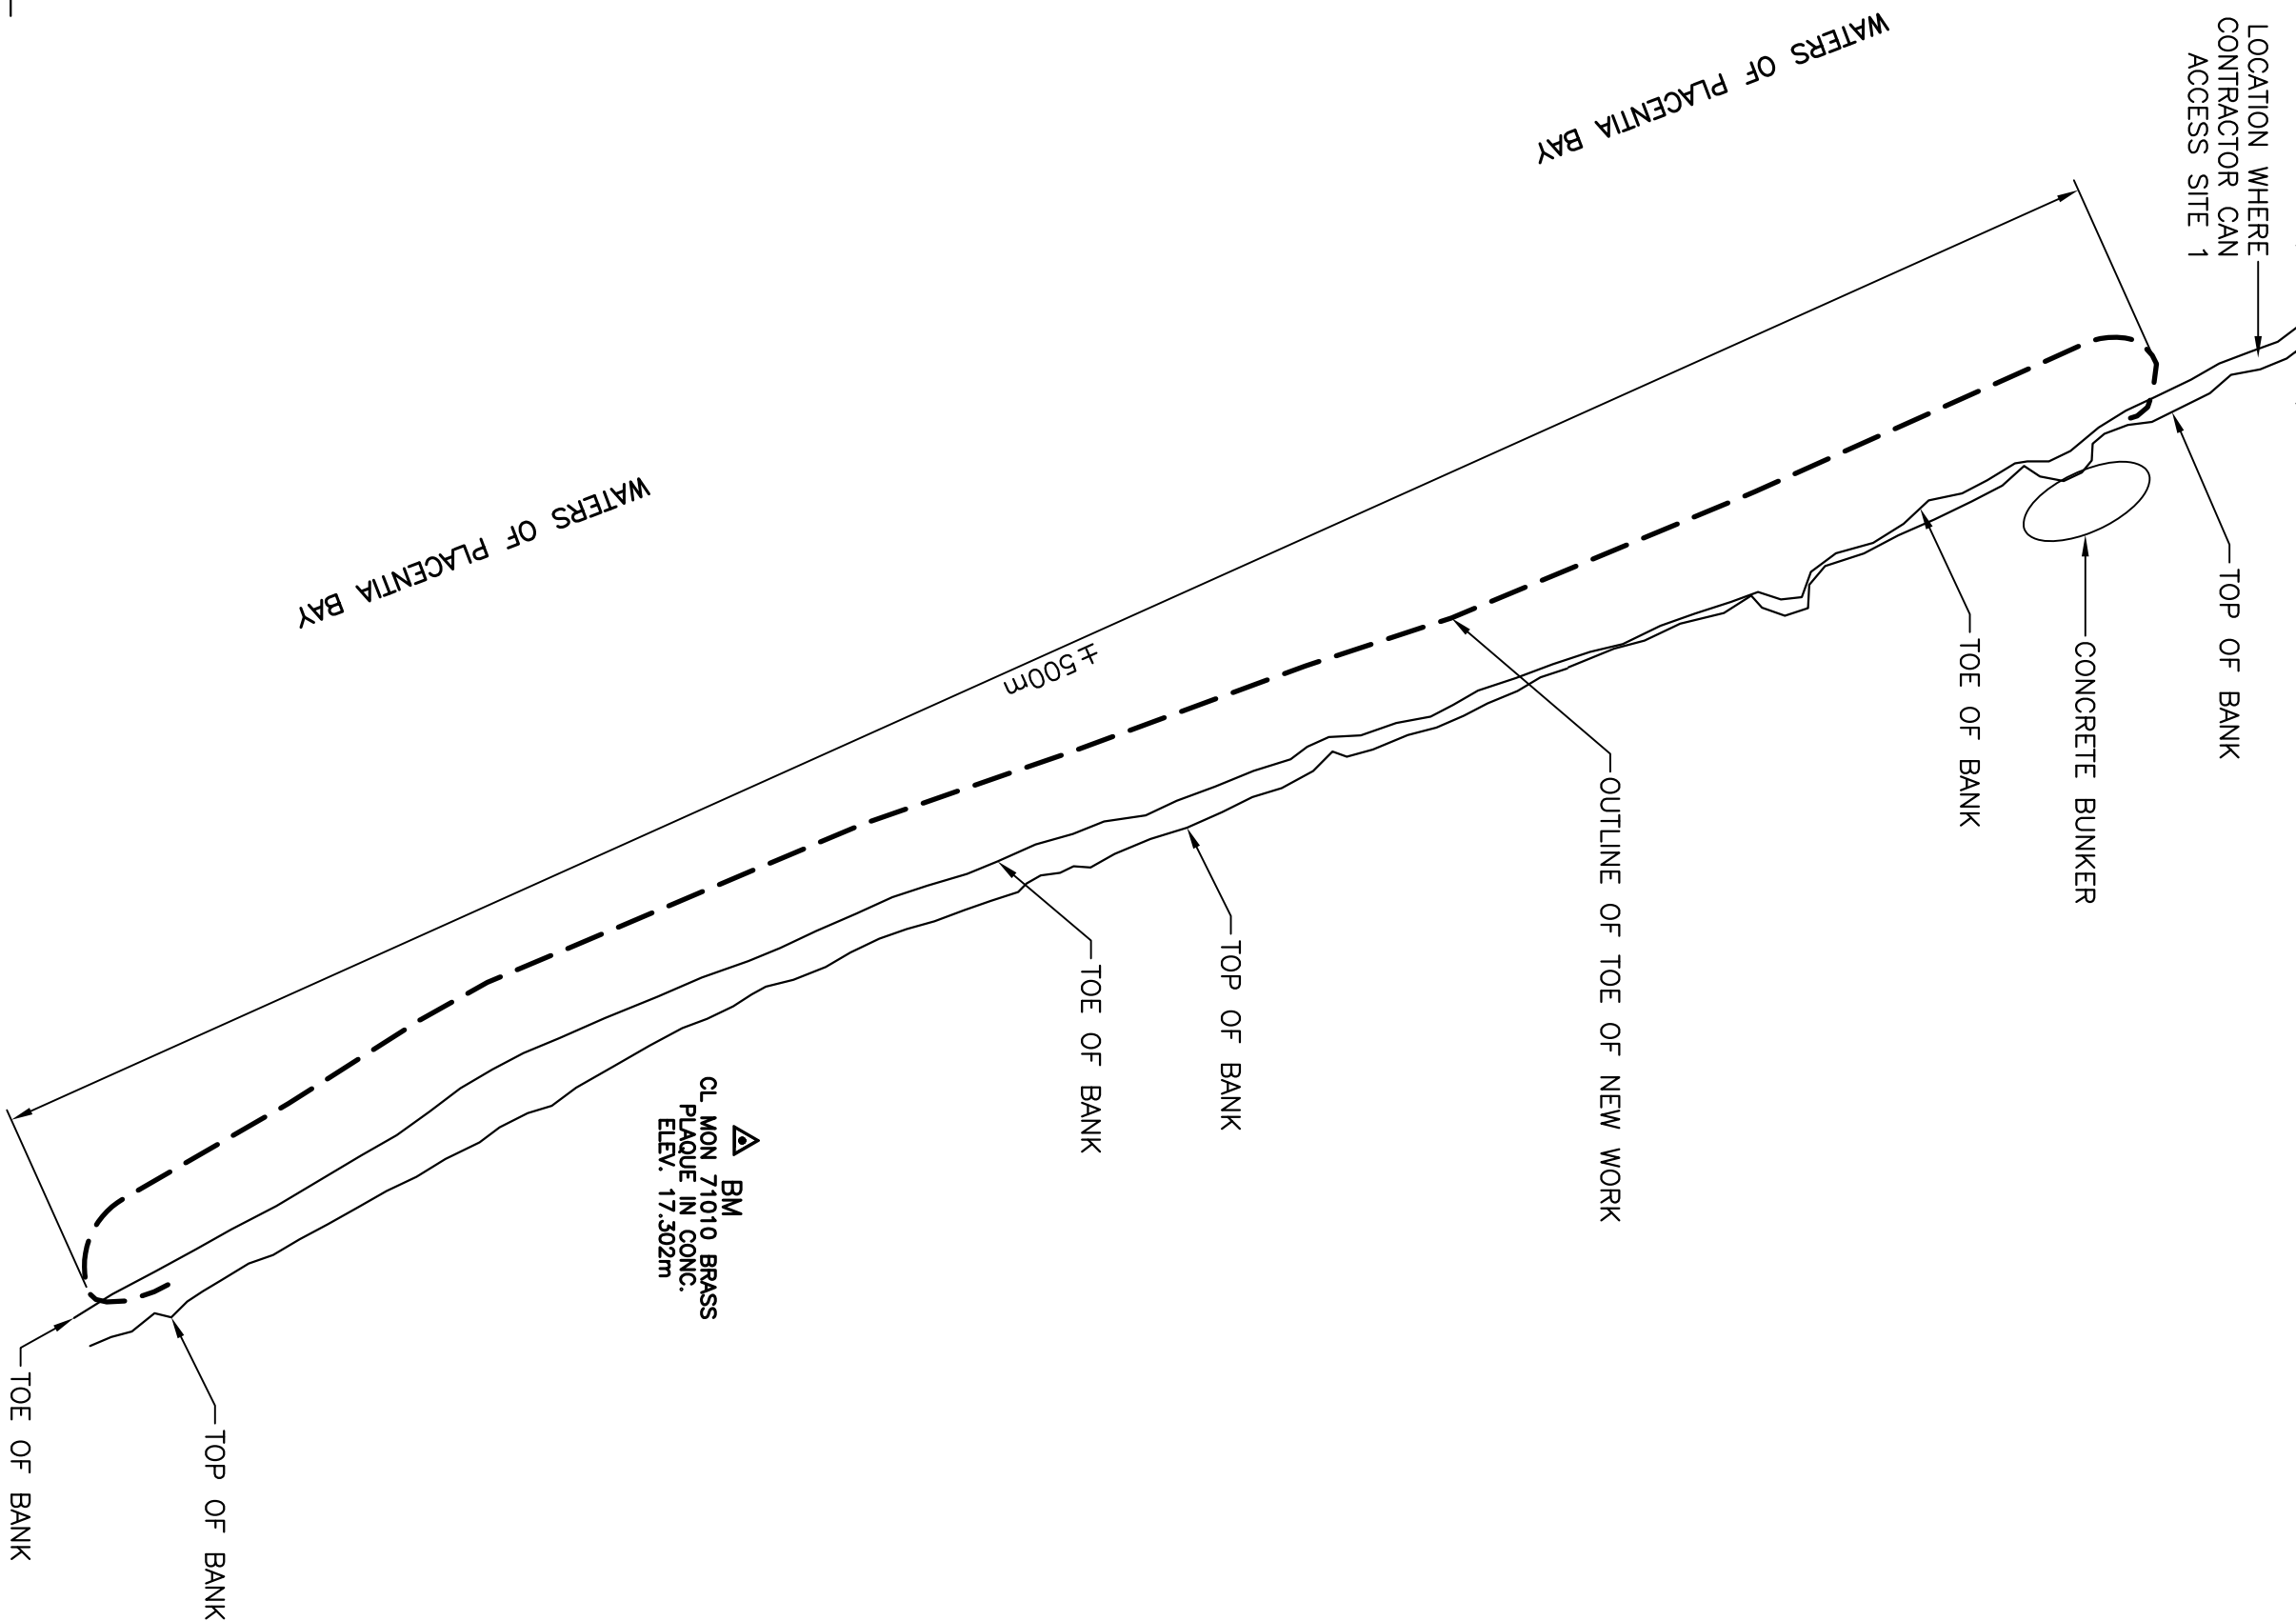 LOCATION WHERE
CONTRACTOR CAN
ACCESS SITE 1
WATERS OF PLACENTIA BAY
WATERS OF PLACENTIA BAY
±500m
TOP OF BANK
CONCRETE BUNKER
TOE OF BANK
OUTLINE OF TOE OF NEW WORK
TOP OF BANK
TOE OF BANK
BM
CL MON 71010 BRASS
PLAQUE IN CONC.
ELEV. 17.302m
TOP OF BANK
TOE OF BANK